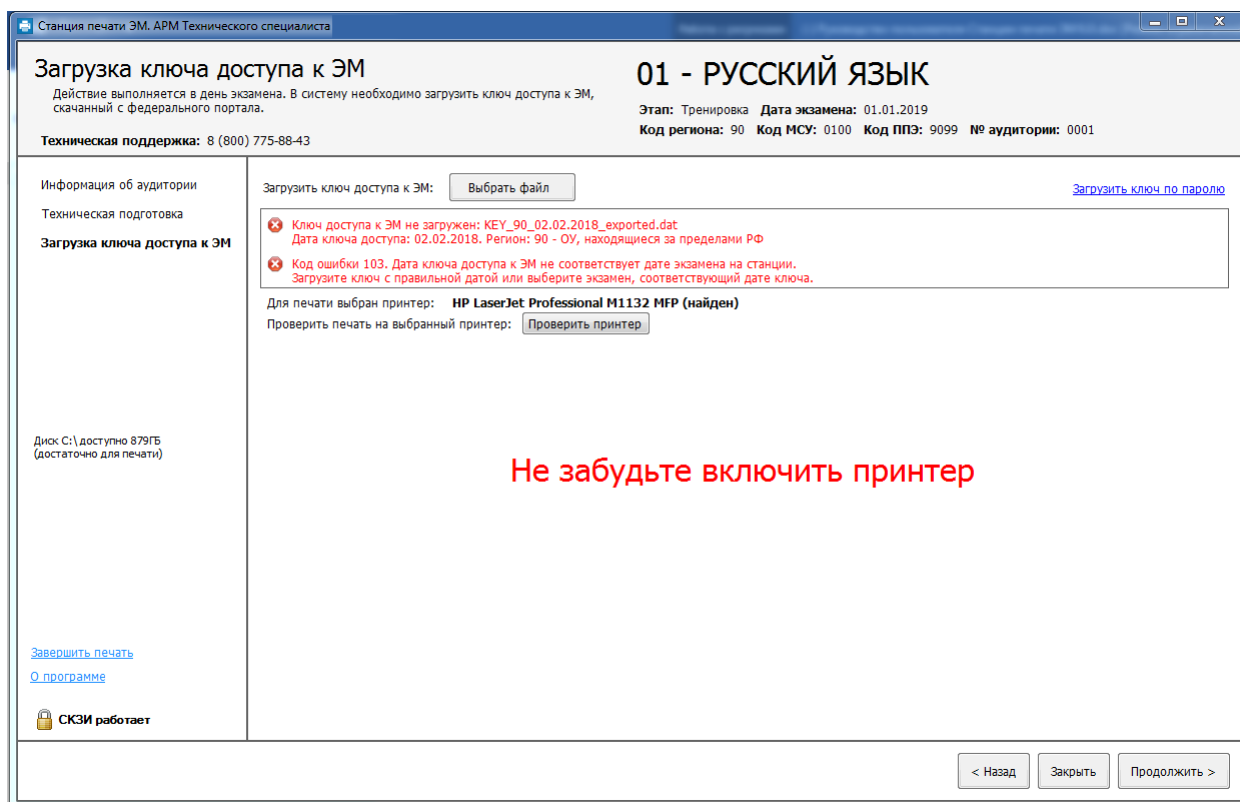 Станция печати ЭМ. АРМ Технического специалиста
Загрузка ключа доступа к ЭМ
Действие выполняется в день экзамена. В систему необходимо загрузить ключ доступа к ЭМ,
скачанный с федерального портала.
Техническая поддержка: 8 (800) 775-88-43
01 - РУССКИЙ ЯЗЫК
Этап: Тренировка Дата экзамена: 01.01.2019
Код региона: 90 Код МСУ: 0100 Код ППЭ: 9099 № аудитории: 0001
Информация об аудитории
Техническая подготовка
Загрузка ключа доступа к ЭМ
Диск C:\ доступно 879ГБ
(достаточно для печати)
Завершить печать
О программе
СКЗИ работает
Загрузить ключ доступа к ЭМ: Выбрать файл Загрузить ключ по паролю
Ключ доступа к ЭМ не загружен: KEY_90_02.02.2018_exported.dat
Дата ключа доступа: 02.02.2018. Регион: 90 - ОУ, находящиеся за пределами РФ
Код ошибки 103. Дата ключа доступа к ЭМ не соответствует дате экзамена на станции.
Загрузите ключ с правильной датой или выберите экзамен, соответствующий дате ключа.
Для печати выбран принтер: HP LaserJet Professional M1132 MFP (найден)
Проверить печать на выбранный принтер: Проверить принтер
Не забудьте включить принтер
< Назад Закрыть Продолжить >